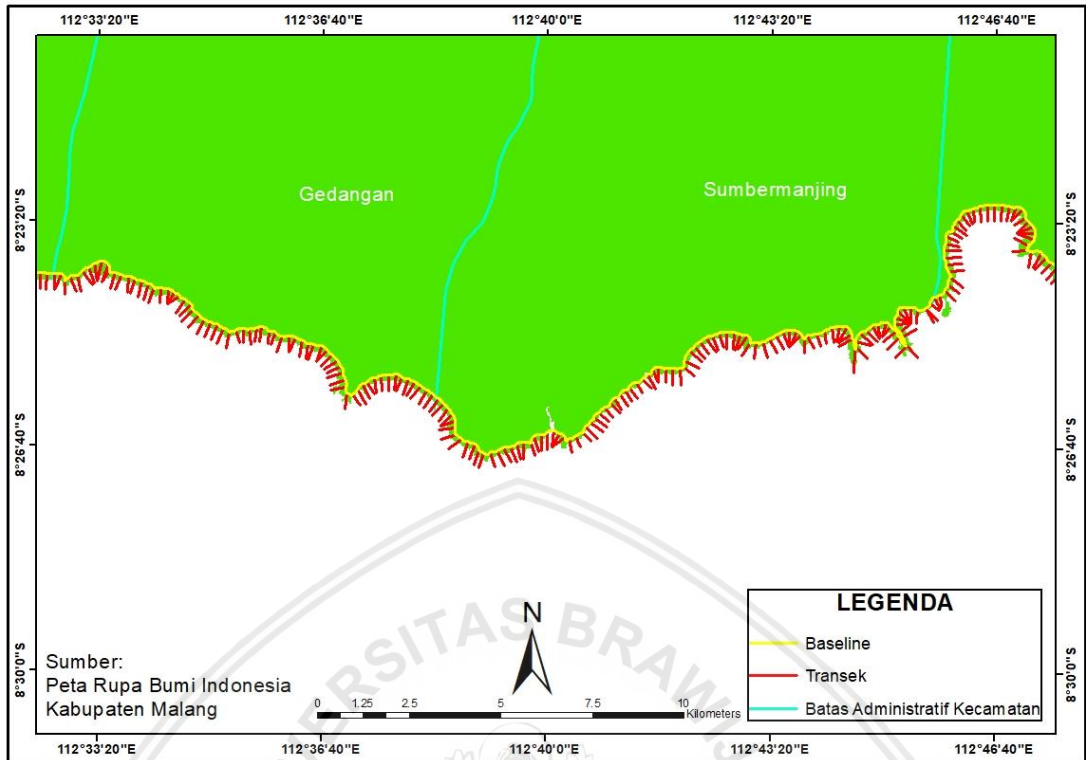 112°33'20"E 112°36'40"E 112°40'0"E 112°43'20"E 112°46'40"E
8°23'20"S
8°23'20"S
Gedangan
Sumbermanjing
8°26'40"S
8°26'40"S
8°30'0"S
8°30'0"S
N
Sumber:
Peta Rupa Bumi Indonesia
Kabupaten Malang
0 1.25 2.5 5 7.5 10
Kilometers
LEGENDA
Baseline
Transek
Batas Administratif Kecamatan
112°33'20"E 112°36'40"E 112°40'0"E 112°43'20"E 112°46'40"E